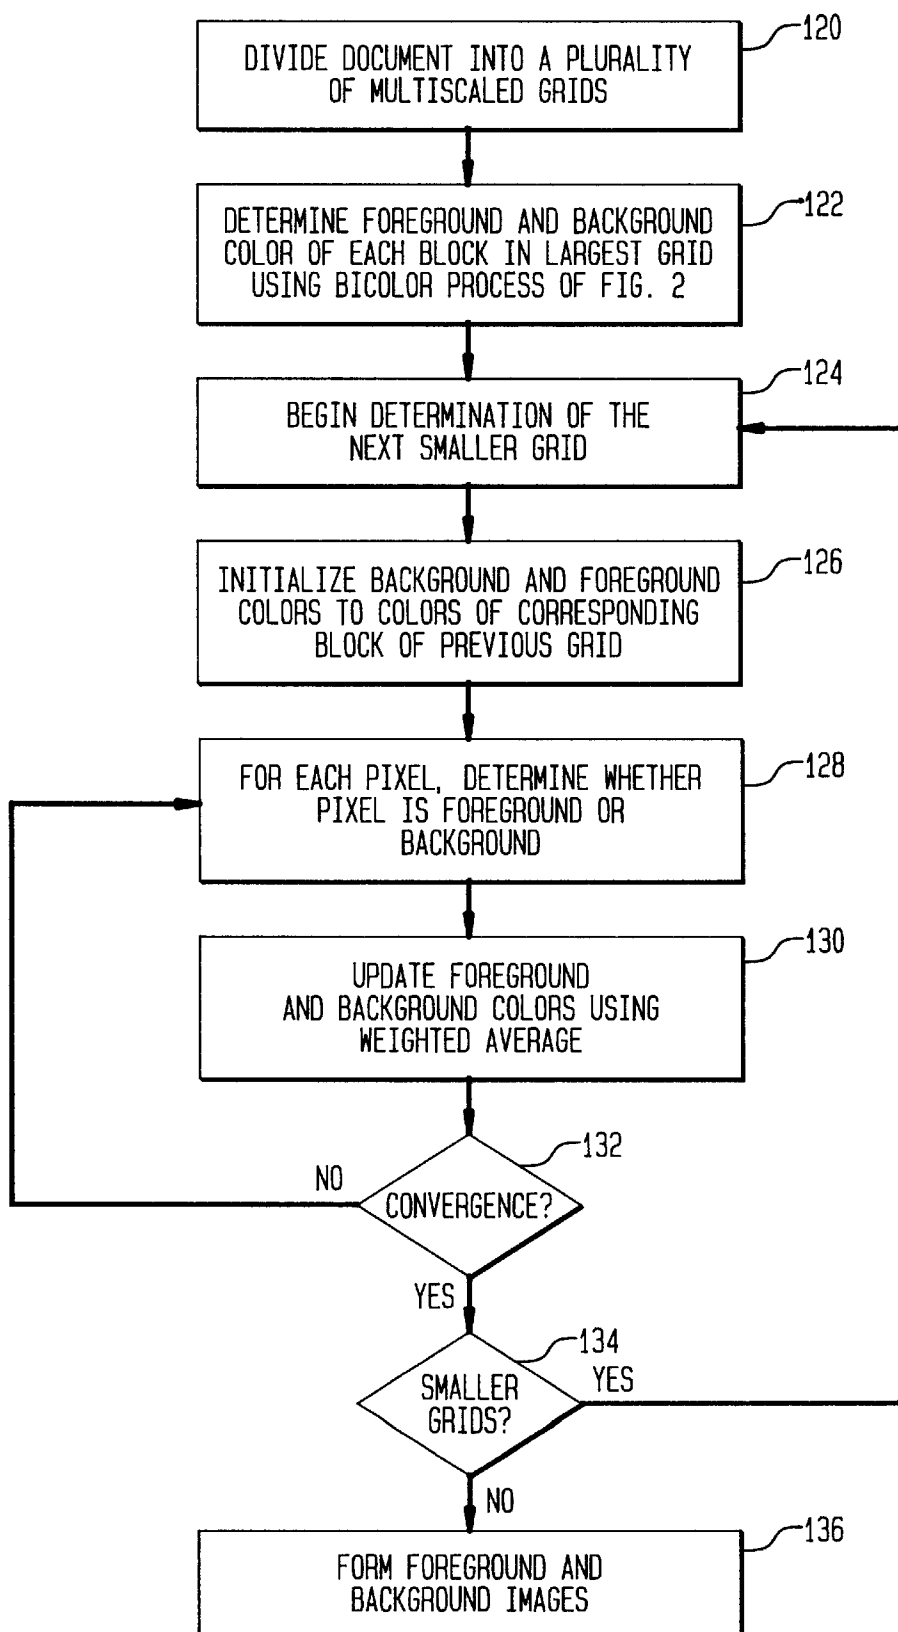 120
DIVIDE DOCUMENT INTO A PLURALITY
OF MULTISCALED GRIDS
122
DETERMINE FOREGROUND AND BACKGROUND
COLOR OF EACH BLOCK IN LARGEST GRID
USING BICOLOR PROCESS OF FIG. 2
124
BEGIN DETERMINATION OF THE
NEXT SMALLER GRID
126
INITIALIZE BACKGROUND AND FOREGROUND
COLORS TO COLORS OF CORRESPONDING
BLOCK OF PREVIOUS GRID
128
FOR EACH PIXEL, DETERMINE WHETHER
PIXEL IS FOREGROUND OR
BACKGROUND
130
UPDATE FOREGROUND
AND BACKGROUND COLORS USING
WEIGHTED AVERAGE
132
NO
CONVERGENCE?
YES
134
SMALLER
GRIDS?
YES
NO
136
FORM FOREGROUND AND
BACKGROUND IMAGES